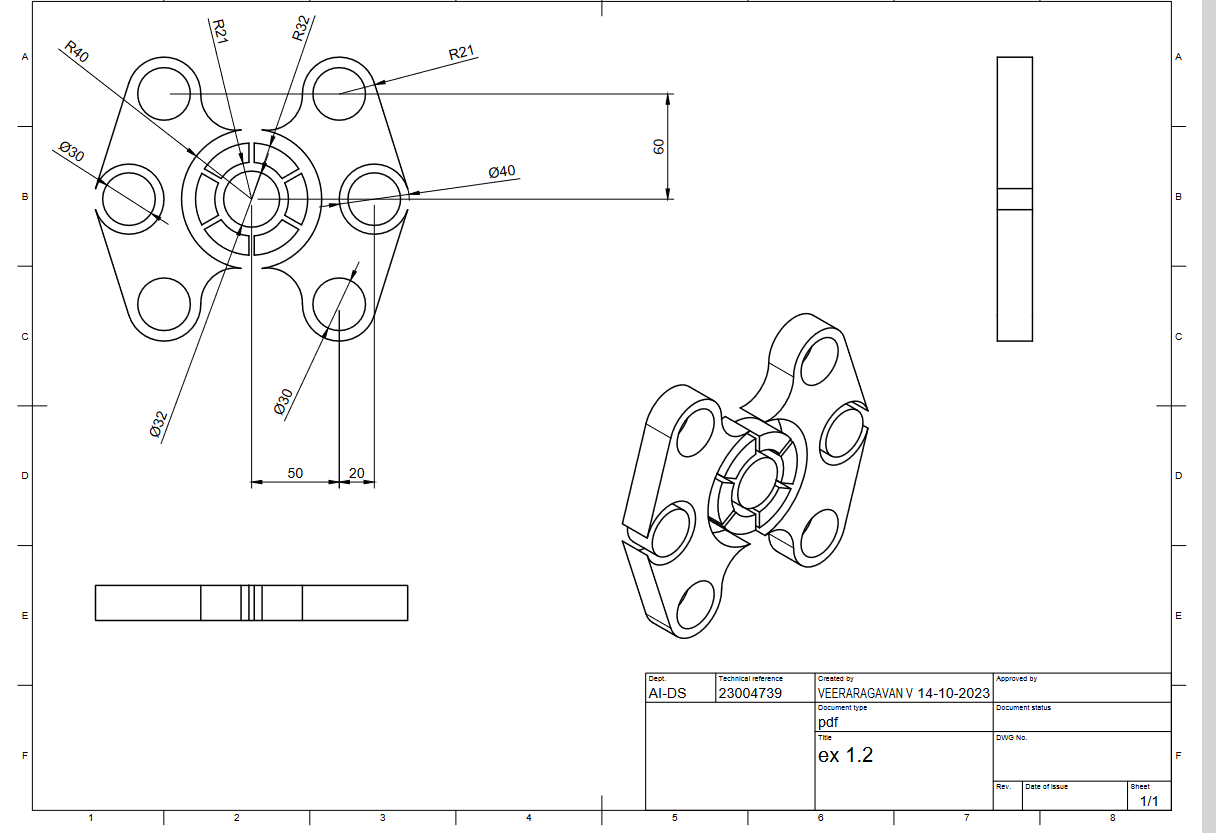 R21
R32
R40
R21
A
A
60
Ø30
Ø40
B
B
C
C
Ø30
Ø32
50
20
D
D
E
E
Dept.
Technical reference
Created by
Approved by
AI-DS
23004739
VEERARAGAVAN V 14-10-2023
Document type
Document status
pdf
Title
DWG No.
ex 1.2
F
F
Rev.
Date of issue
Sheet
1/1
1
2
3
4
5
6
7
8